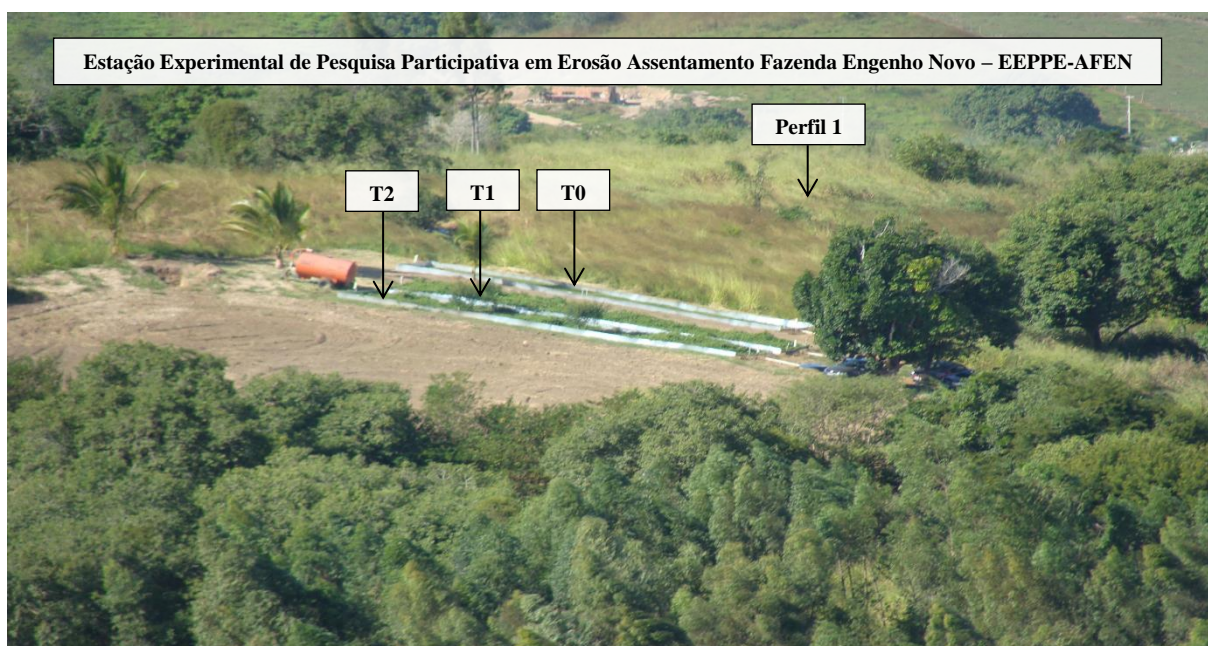 Estação Experimental de Pesquisa Participativa em Erosão Assentamento Fazenda Engenho Novo – EEPPE-AFEN
Perfil 1
T2 T1 T0